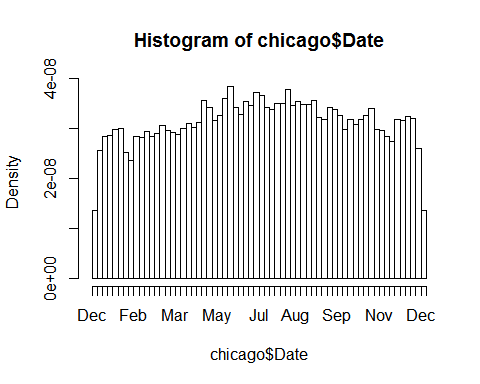 Histogram of chicago$Date
Density
4e-08
2e-08
0e+00
Dec Feb Mar May Jul Aug Sep Nov Dec
chicago$Date